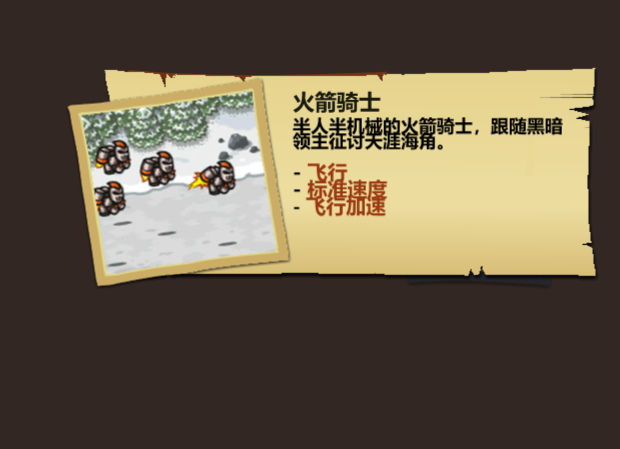 火箭骑士
半人半机械的火箭骑士，跟随黑暗
领主征讨天涯海角。
- 飞行
- 标准速度
- 飞行加速